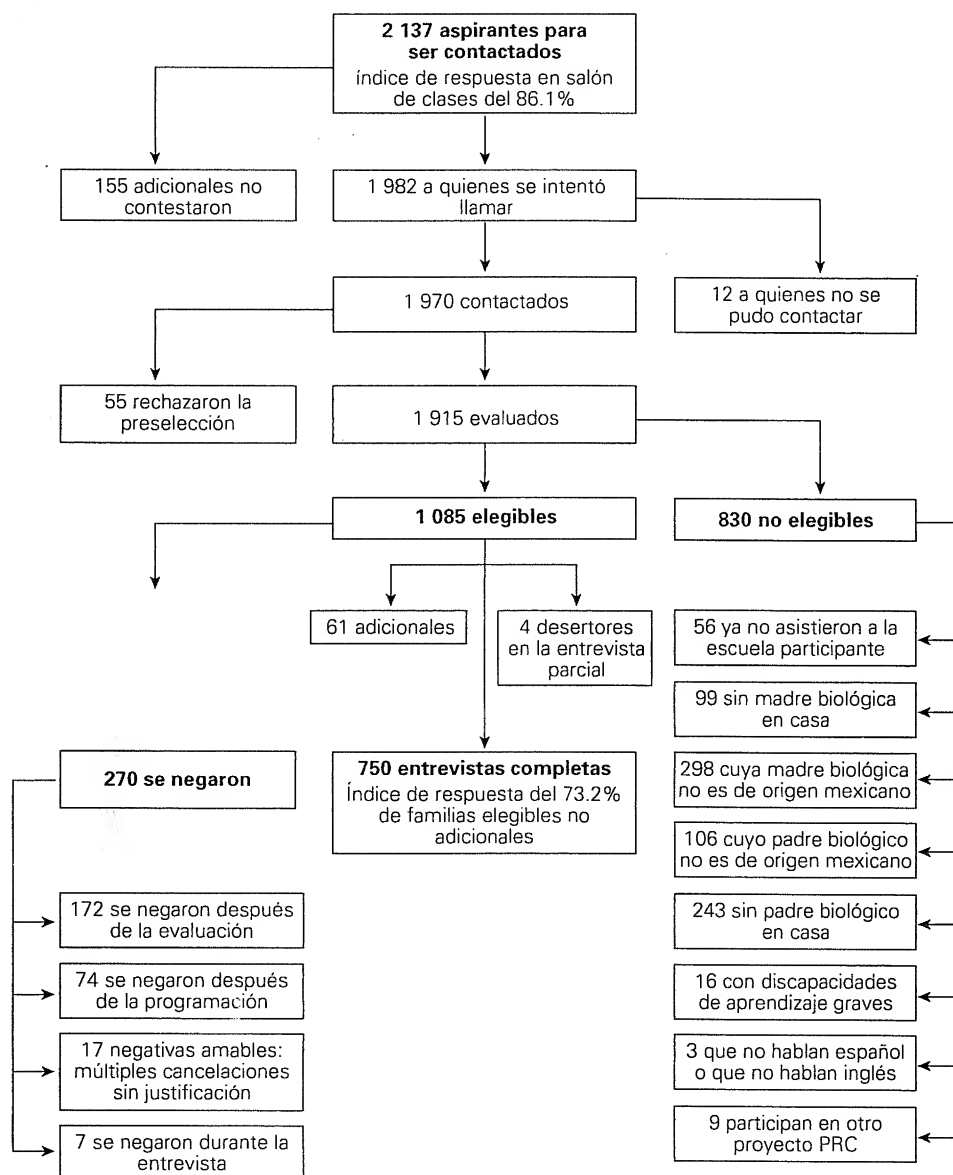 2 137 aspirantes para
ser contactados
índice de respuesta en salón
de clases del 86.1%
155 adicionales no
contestaron
1 982 a quienes se intentó
llamar
1 970 contactados
12 a quienes no se
pudo contactar
55 rechazaron la
preselección
1 915 evaluados
1 085 elegibles
830 no elegibles
61 adicionales
4 desertores
en la entrevista
parcial
56 ya no asistieron a la
escuela participante
99 sin madre biológica
en casa
270 se negaron
750 entrevistas completas
Índice de respuesta del 73.2%
de familias elegibles no
adicionales
298 cuya madre biológica
no es de origen mexicano
106 cuyo padre biológico
no es de origen mexicano
172 se negaron después
de la evaluación
243 sin padre biológico
en casa
74 se negaron después
de la programación
16 con discapacidades
de aprendizaje graves
17 negativas amables:
múltiples cancelaciones
sin justificación
3 que no hablan español
o que no hablan inglés
7 se negaron durante la
entrevista
9 participan en otro
proyecto PRC